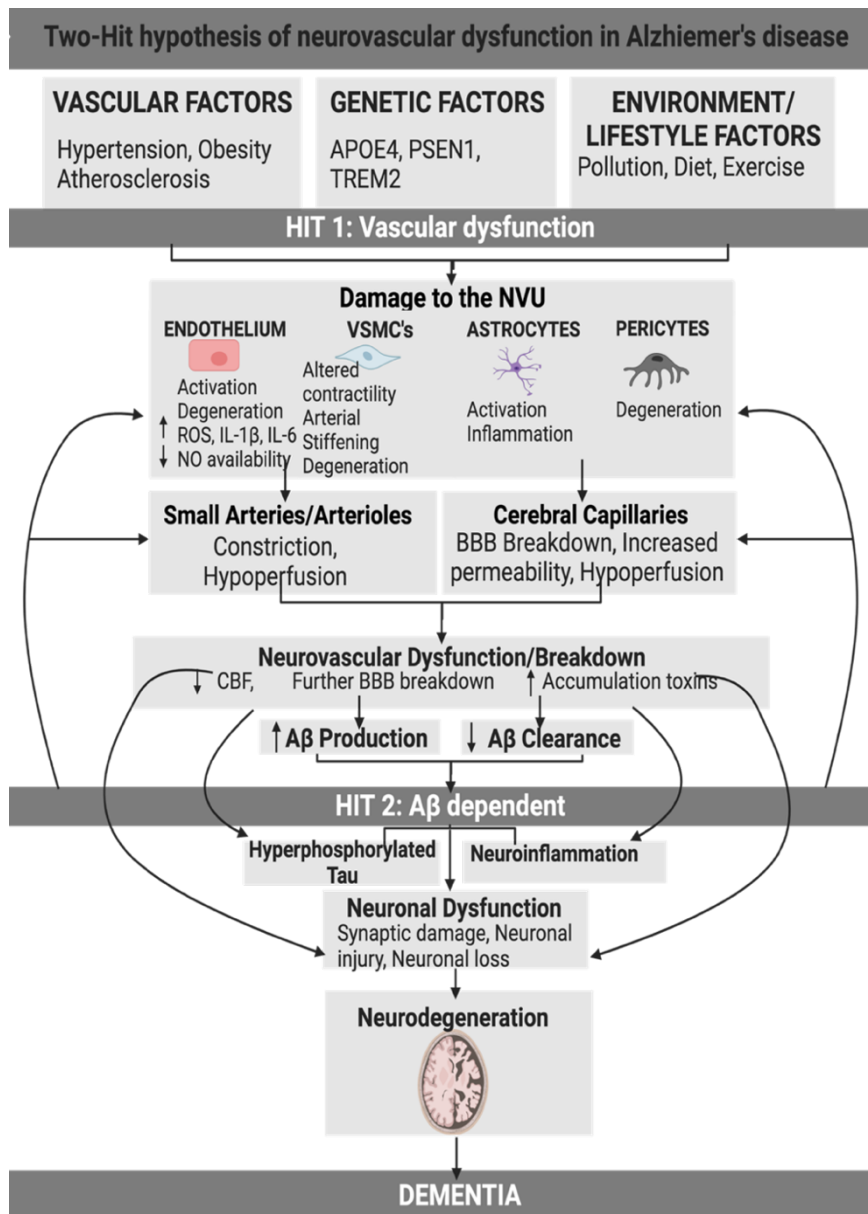 Two-Hit hypothesis of neurovascular dysfunction in Alzhiemer's disease
VASCULAR FACTORS
Hypertension, Obesity
Atherosclerosis
GENETIC FACTORS
APOE4, PSEN1,
TREM2
ENVIRONMENT/
LIFESTYLE FACTORS
Pollution, Diet, Exercise
HIT 1: Vascular dysfunction
Damage to the NVU
ENDOTHELIUM
Activation
Degeneration
↑ ROS, IL-1β, IL-6
↓ NO availability
VSMC's
Altered
contractility
Arterial
Stiffening
Degeneration
ASTROCYTES
Activation
Inflammation
PERICYTES
Degeneration
Small Arteries/Arterioles
Constriction,
Hypoperfusion
Cerebral Capillaries
BBB Breakdown, Increased
permeability, Hypoperfusion
Neurovascular Dysfunction/Breakdown
↓ CBF, Further BBB breakdown ↑ Accumulation toxins
↑ Aβ Production
↓ Aβ Clearance
HIT 2: Aβ dependent
Hyperphosphorylated
Tau
Neuroinflammation
Neuronal Dysfunction
Synaptic damage, Neuronal
injury, Neuronal loss
Neurodegeneration
DEMENTIA